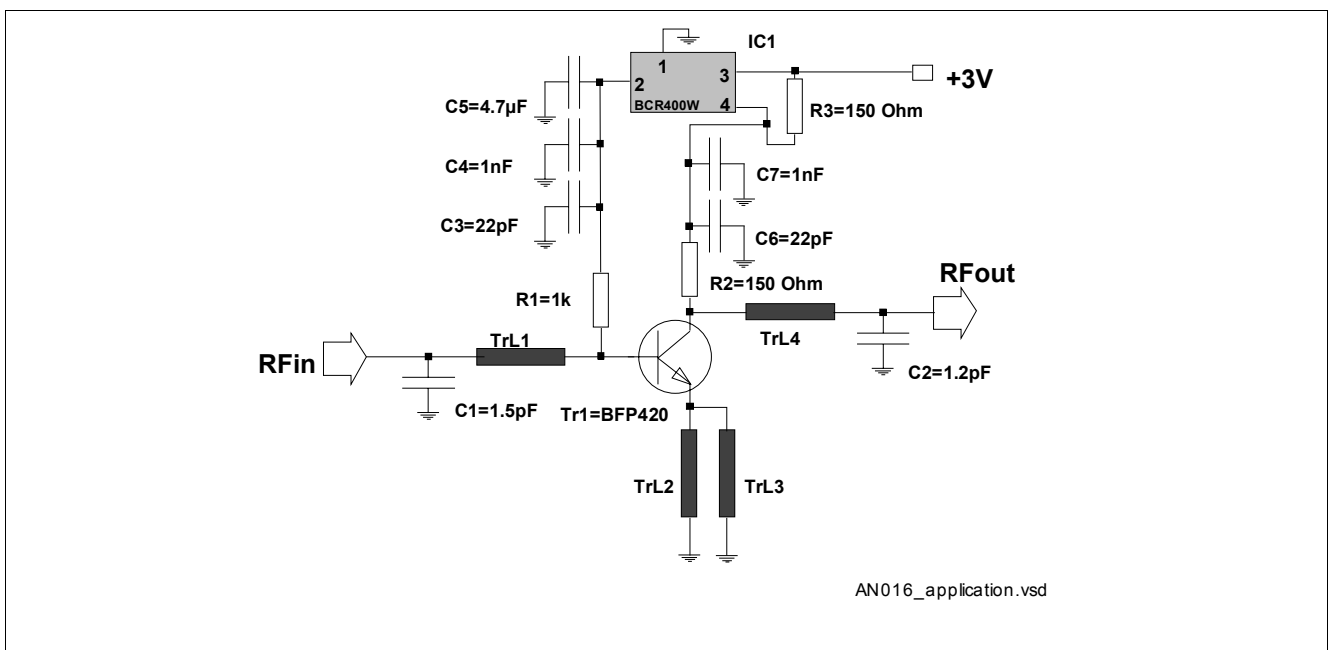 IC1
1
2
3
4
BCR400W
+3V
C5=4.7µF
R3=150 Ohm
C4=1nF
C7=1nF
C3=22pF
C6=22pF
R1=1k
R2=150 Ohm
RFout
TrL1
TrL4
RFin
C2=1.2pF
C1=1.5pF
Tr1=BFP420
TrL2
TrL3
AN016_application.vsd